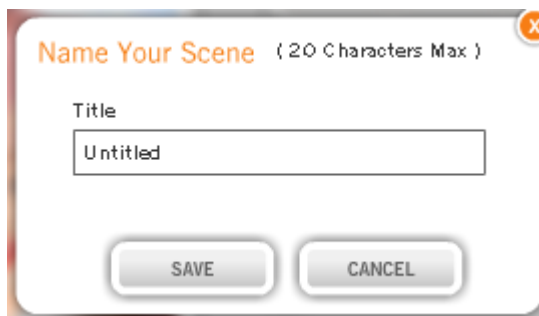 Name Your Scene ( 20 Characters Max )
X
Title
Untitled
SAVE CANCEL